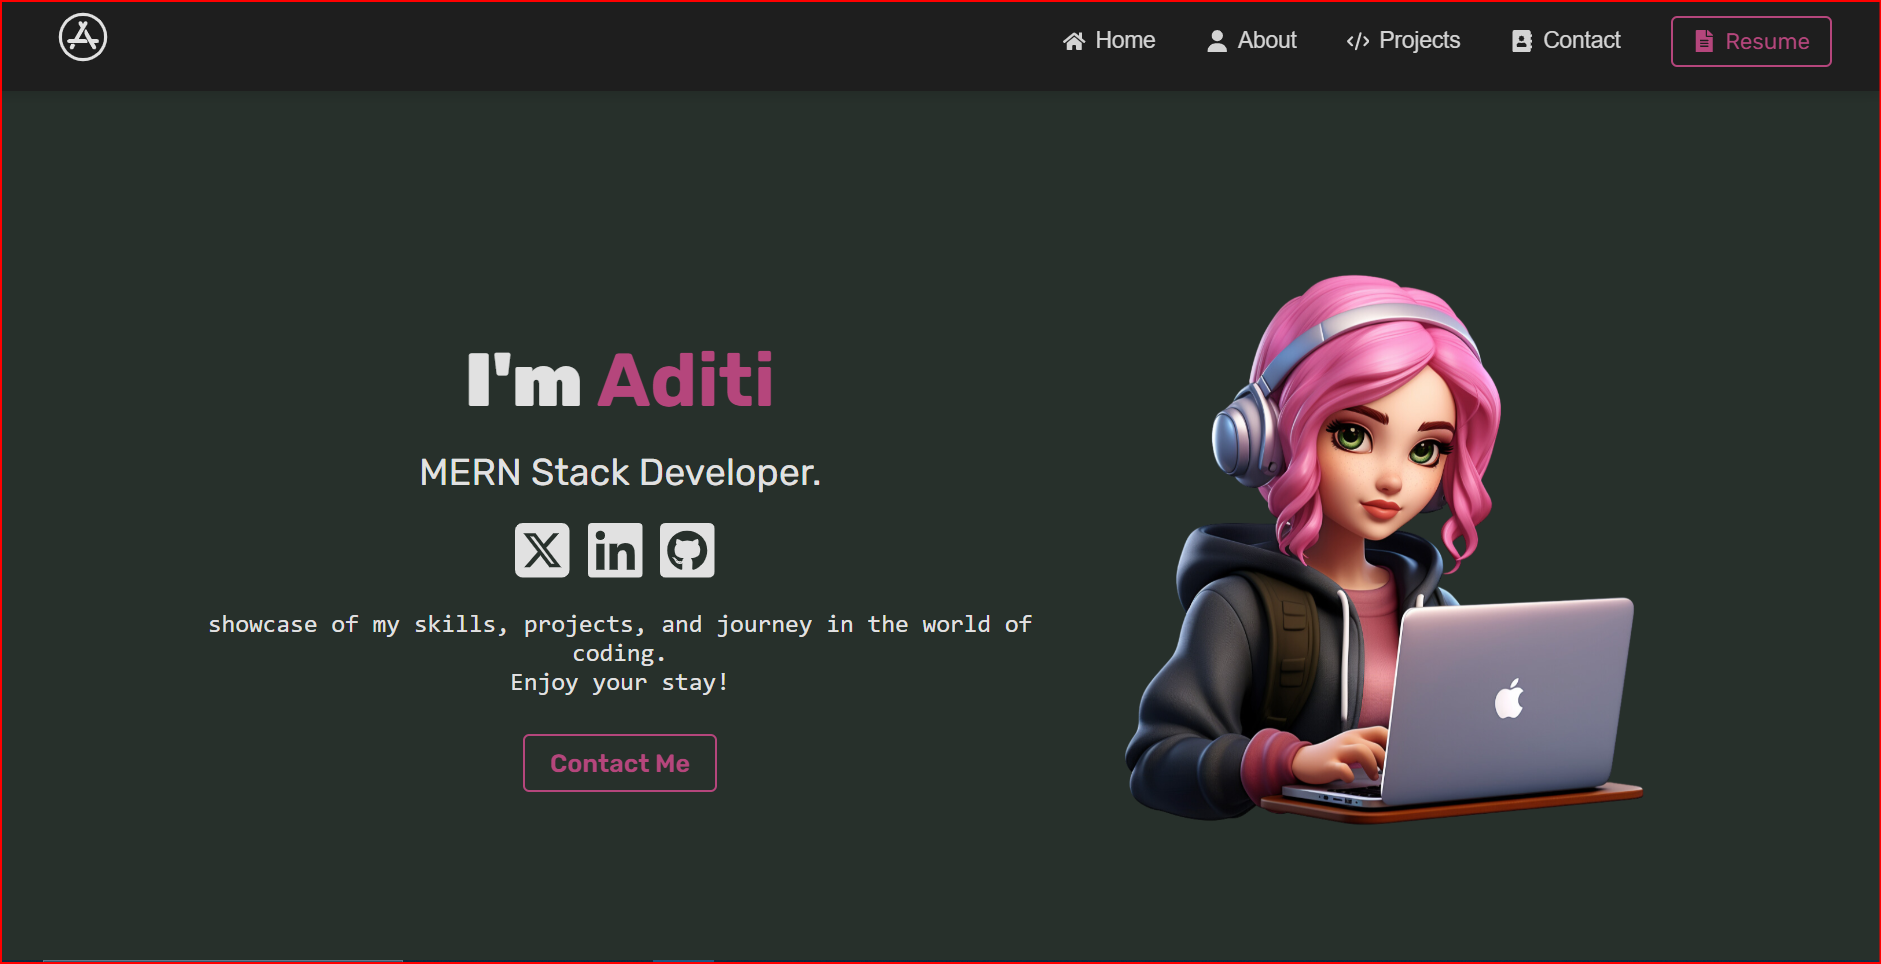 Home
About
Projects
Contact
Resume
I'm Aditi
MERN Stack Developer.
showcase of my skills, projects, and journey in the world of
coding.
Enjoy your stay!
Contact Me